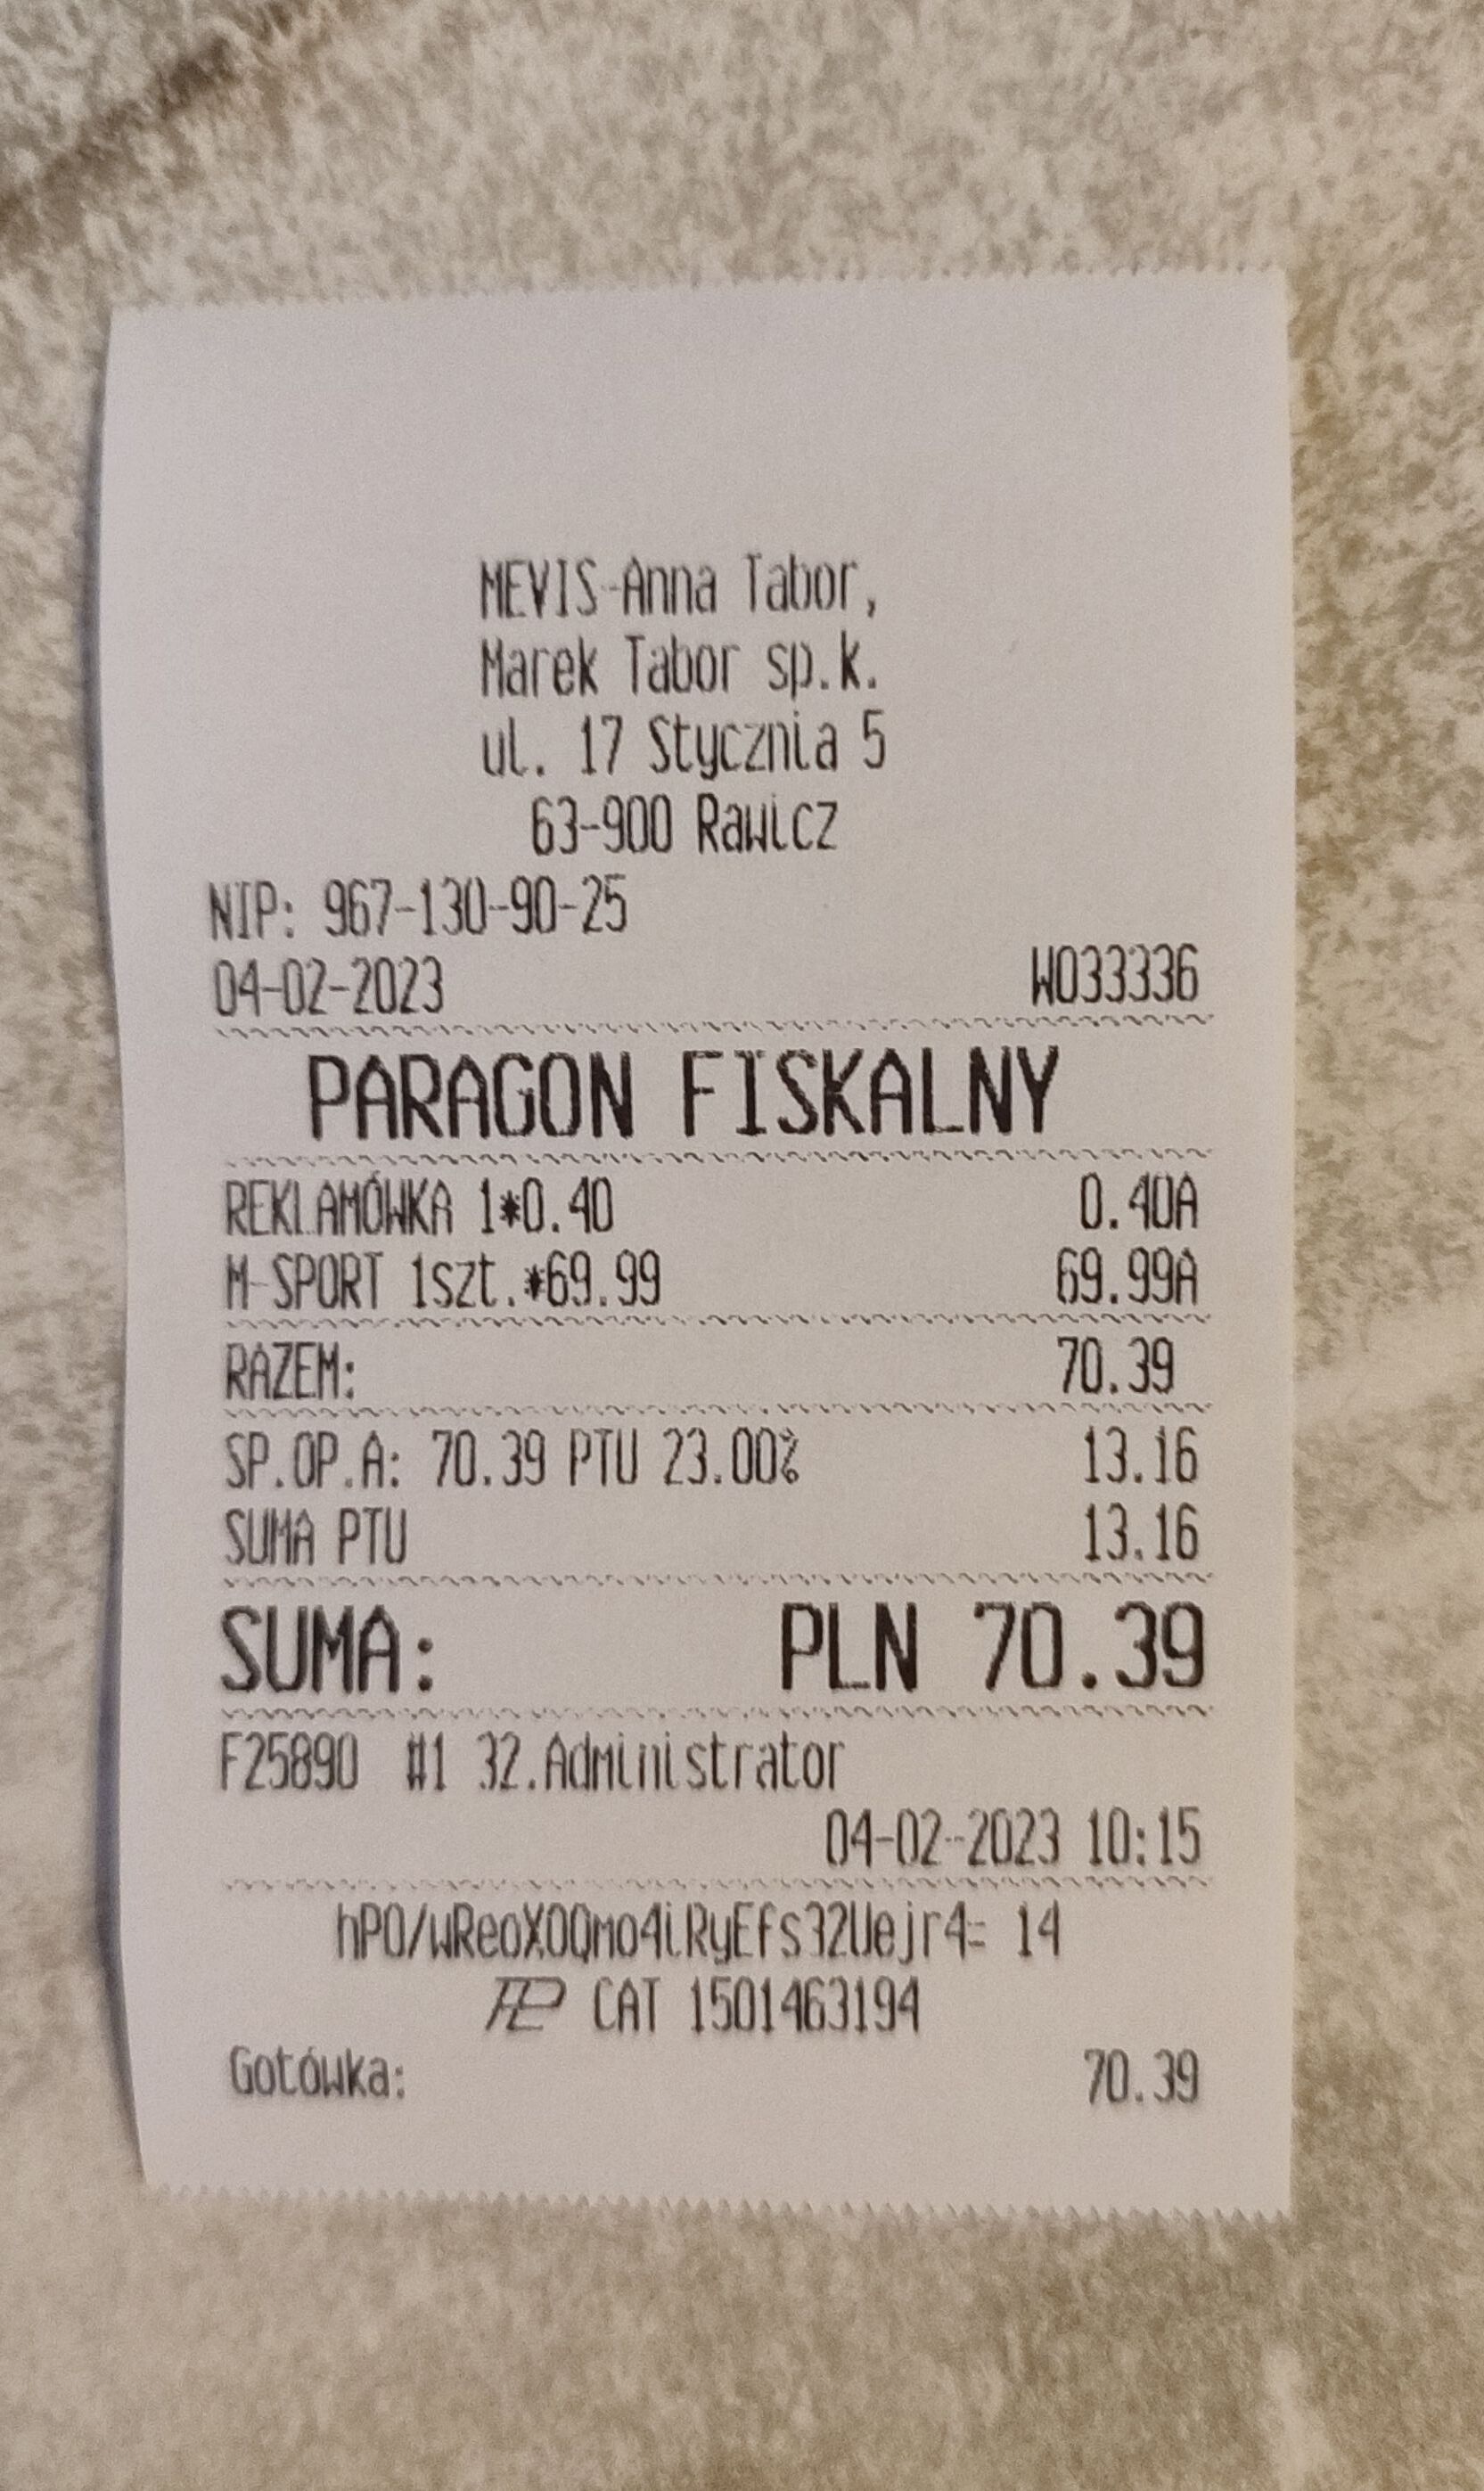 MEVIS-Anna Tabor,
Marek Tabor sp.k.
ul. 17 Stycznia 5
63-900 Rawicz
NIP: 967-130-90-25
04-02-2023 W033336
PARAGON FISKALNY
REKLAMÓWKA 1*0.40 0.40A
M-SPORT 1szt.*69.99 69.99A
RAZEM: 70.39
SP.OP.A: 70.39 PTU 23.00% 13.16
SUMA PTU 13.16
SUMA: PLN 70.39
F25890 #1 32.Administrator
04-02-2023 10:15
hPO/wReoXOQmo4iRyEfs32Uejr4= 14
CAT 1501463194
Gotówka: 70.39